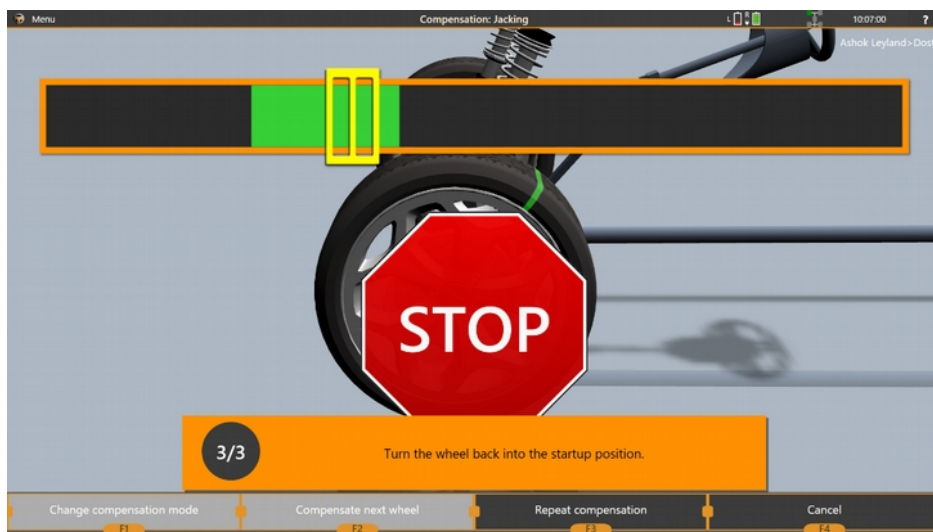 Menu
Compensation: Jacking
L
R
10:07:00
?
Ashok Leyland>Dost
STOP
3/3
Turn the wheel back into the startup position.
Change compensation mode
Compensate next wheel
Repeat compensation
Cancel
F1
F2
F3
F4